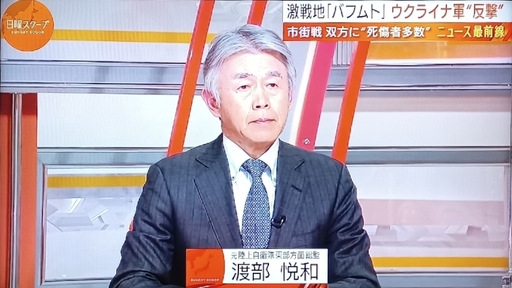 日曜スクープ
激戦地「バフムト」ウクライナ軍“反撃”
市街戦 双方に“死傷者多数” ニュース最前線
元陸上自衛隊東部方面総監
渡部 悦和